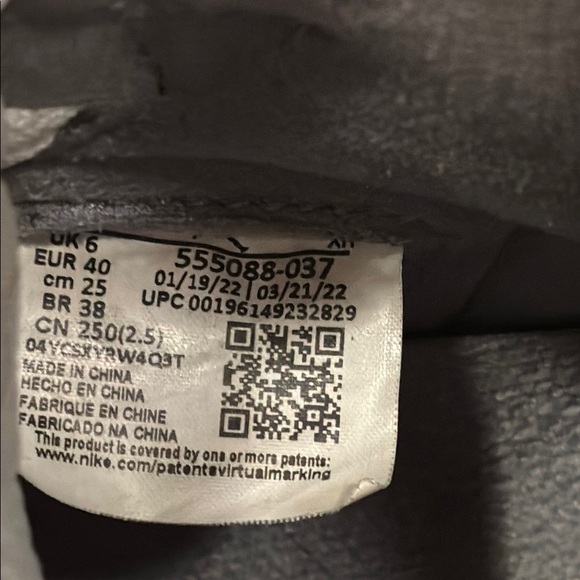 UK 6
EUR 40
cm 25
BR 38
CN 250(2.5)
MADE IN CHINA
HECHO EN CHINA
FABRIQUE EN CHINE
FABRICADO NA CHINA
XH
555088-037
01/19/22 | 03/21/22
UPC 00196149232829
This product is covered by one or more patents:
www.nike.com/patentsvirtualmarking